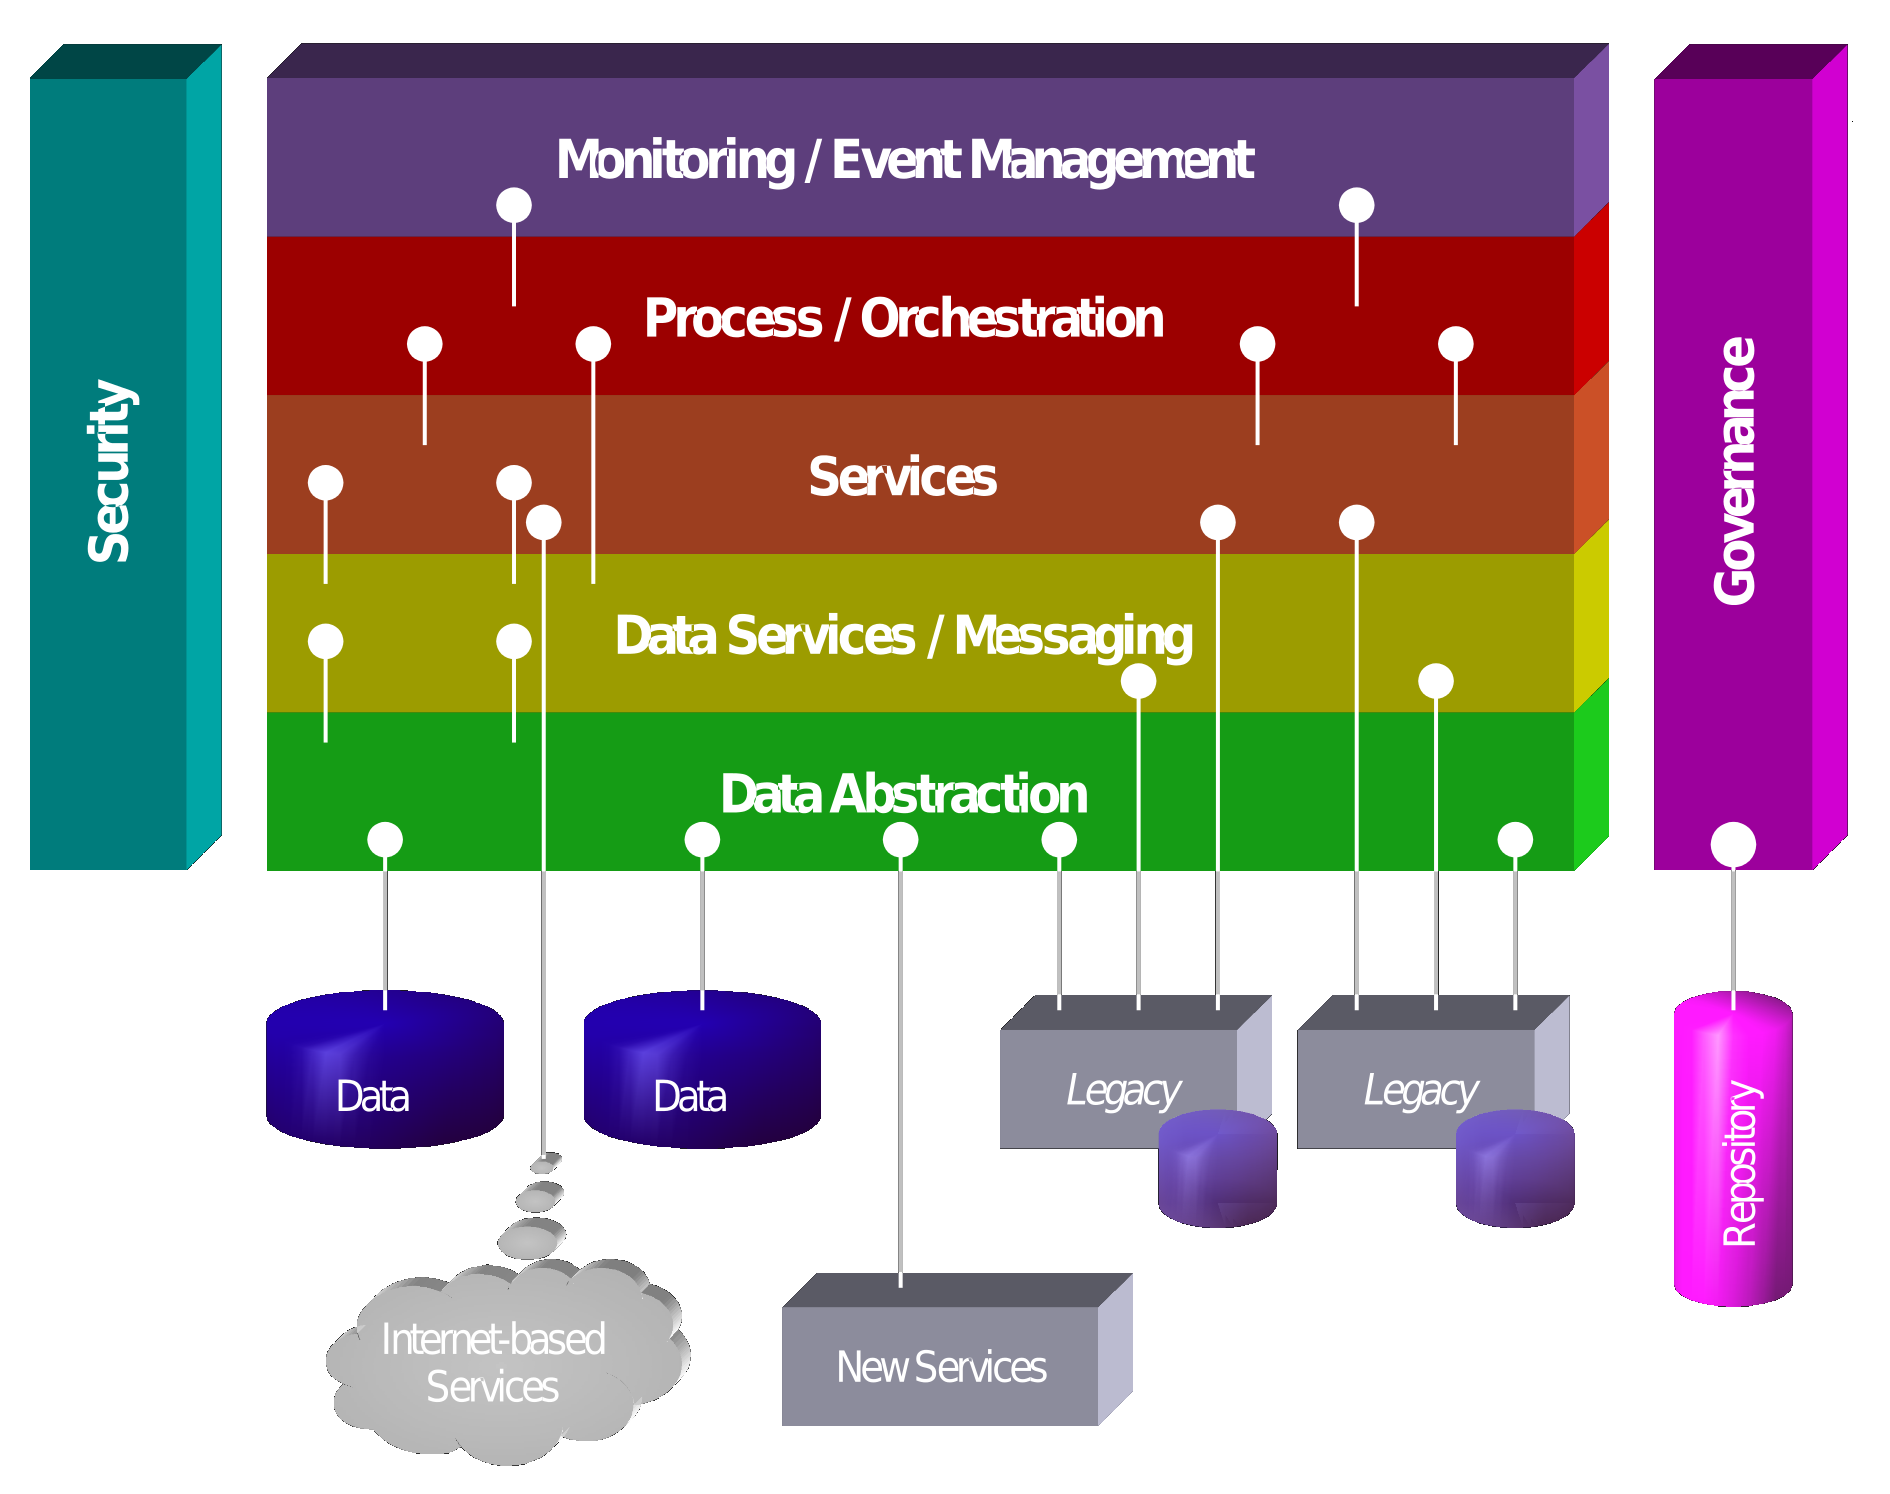 Monitoring / Event Management
Process / Orchestration
Services
Data Services / Messaging
Data Abstraction
Security
Governance
Data
Data
Legacy
Legacy
Repository
Internet-based
Services
New Services